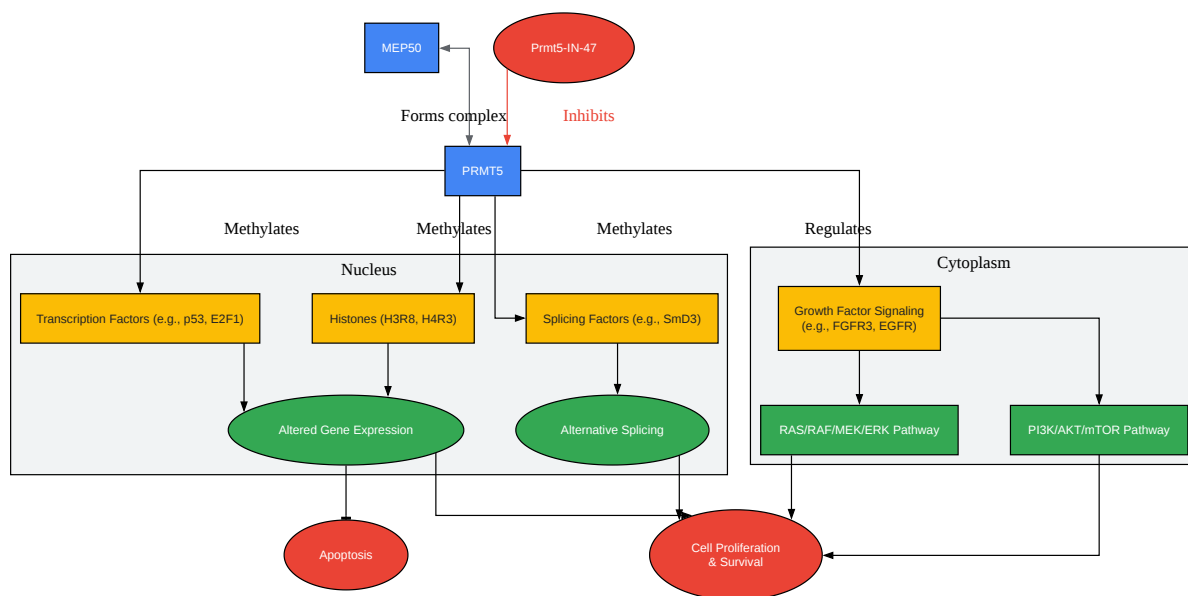 MEP50
Prmt5-IN-47
Forms complex
Inhibits
PRMT5
Methylates
Methylates
Methylates
Regulates
Nucleus
Cytoplasm
Transcription Factors (e.g., p53, E2F1)
Histones (H3R8, H4R3)
Splicing Factors (e.g., SmD3)
Growth Factor Signaling
(e.g., FGFR3, EGFR)
Altered Gene Expression
Alternative Splicing
RAS/RAF/MEK/ERK Pathway
PI3K/AKT/mTOR Pathway
Apoptosis
Cell Proliferation
& Survival